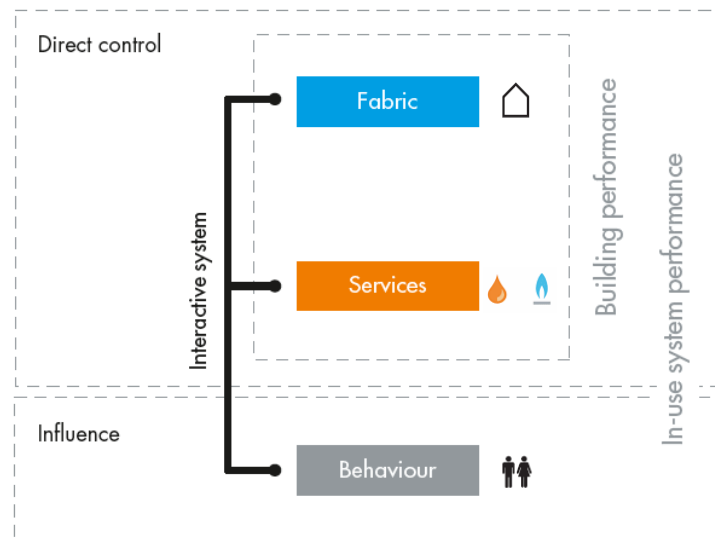 Direct control
Fabric
Interactive system
Services
Building performance
In-use system performance
Influence
Behaviour